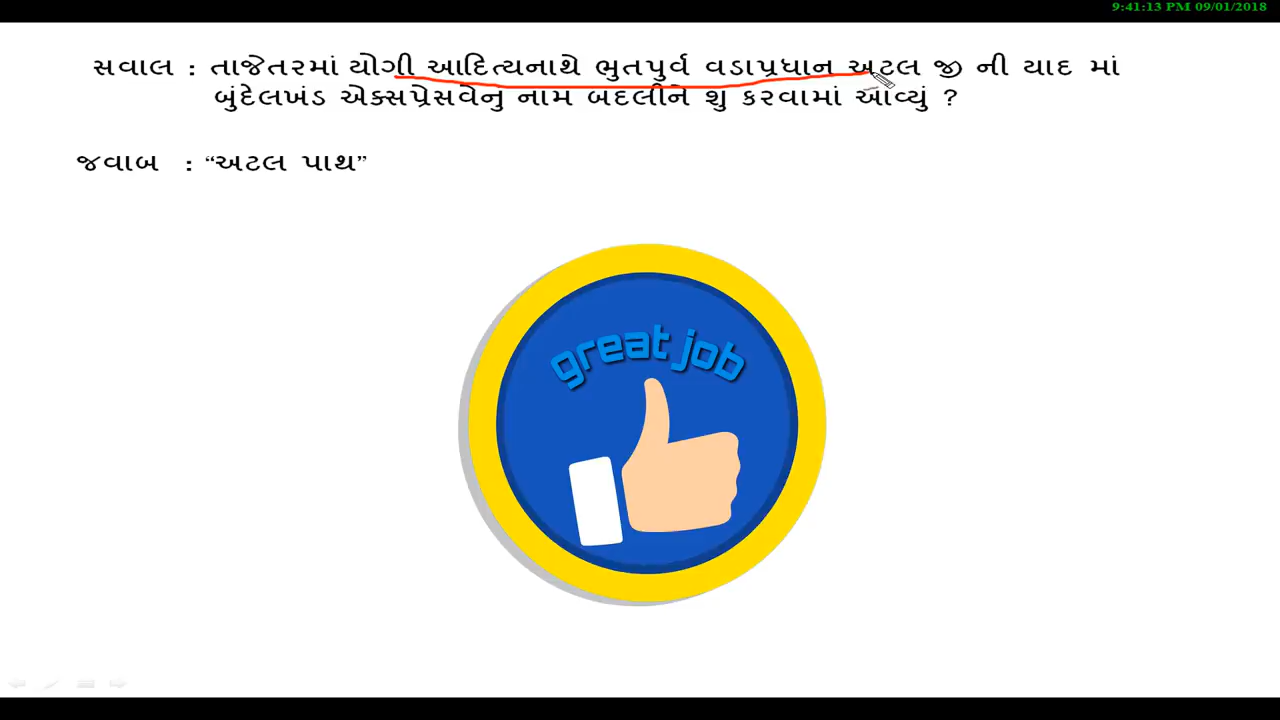 9:41:13 PM 09/01/2018
સવાલ : તાજેતરમાં યોગી આદિત્યનાથે ભુતપુર્વ વડાપ્રધાન અટલ જી ની યાદ માં
બુંદેલખંડ એક્સપ્રેસવેનુ નામ બદલીને શુ કરવામાં આવ્યું ?
જવાબ : “અટલ પાથ”
great job